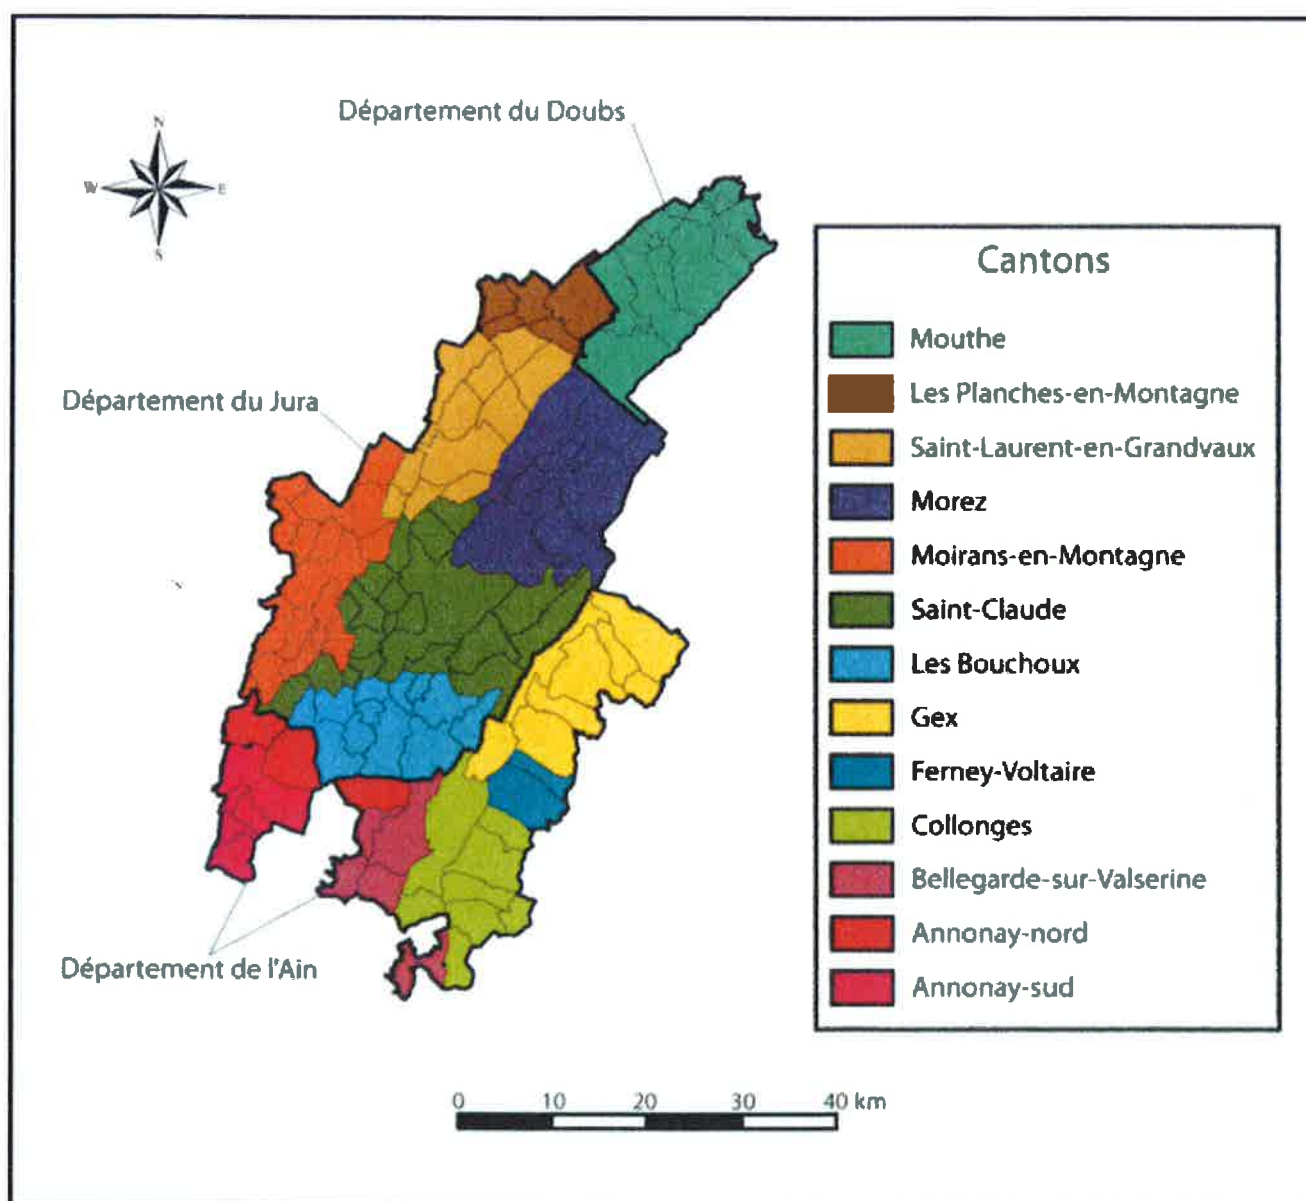 Département du Doubs
N
W
E
S
Cantons
Mouthe
Les Planches-en-Montagne
Département du Jura
Saint-Laurent-en-Grandvaux
Morez
Moirans-en-Montagne
Saint-Claude
Les Bouchoux
Gex
Ferney-Voltaire
Collonges
Bellegarde-sur-Valserine
Annonay-nord
Département de l'Ain
Annonay-sud
0 10 20 30 40 km